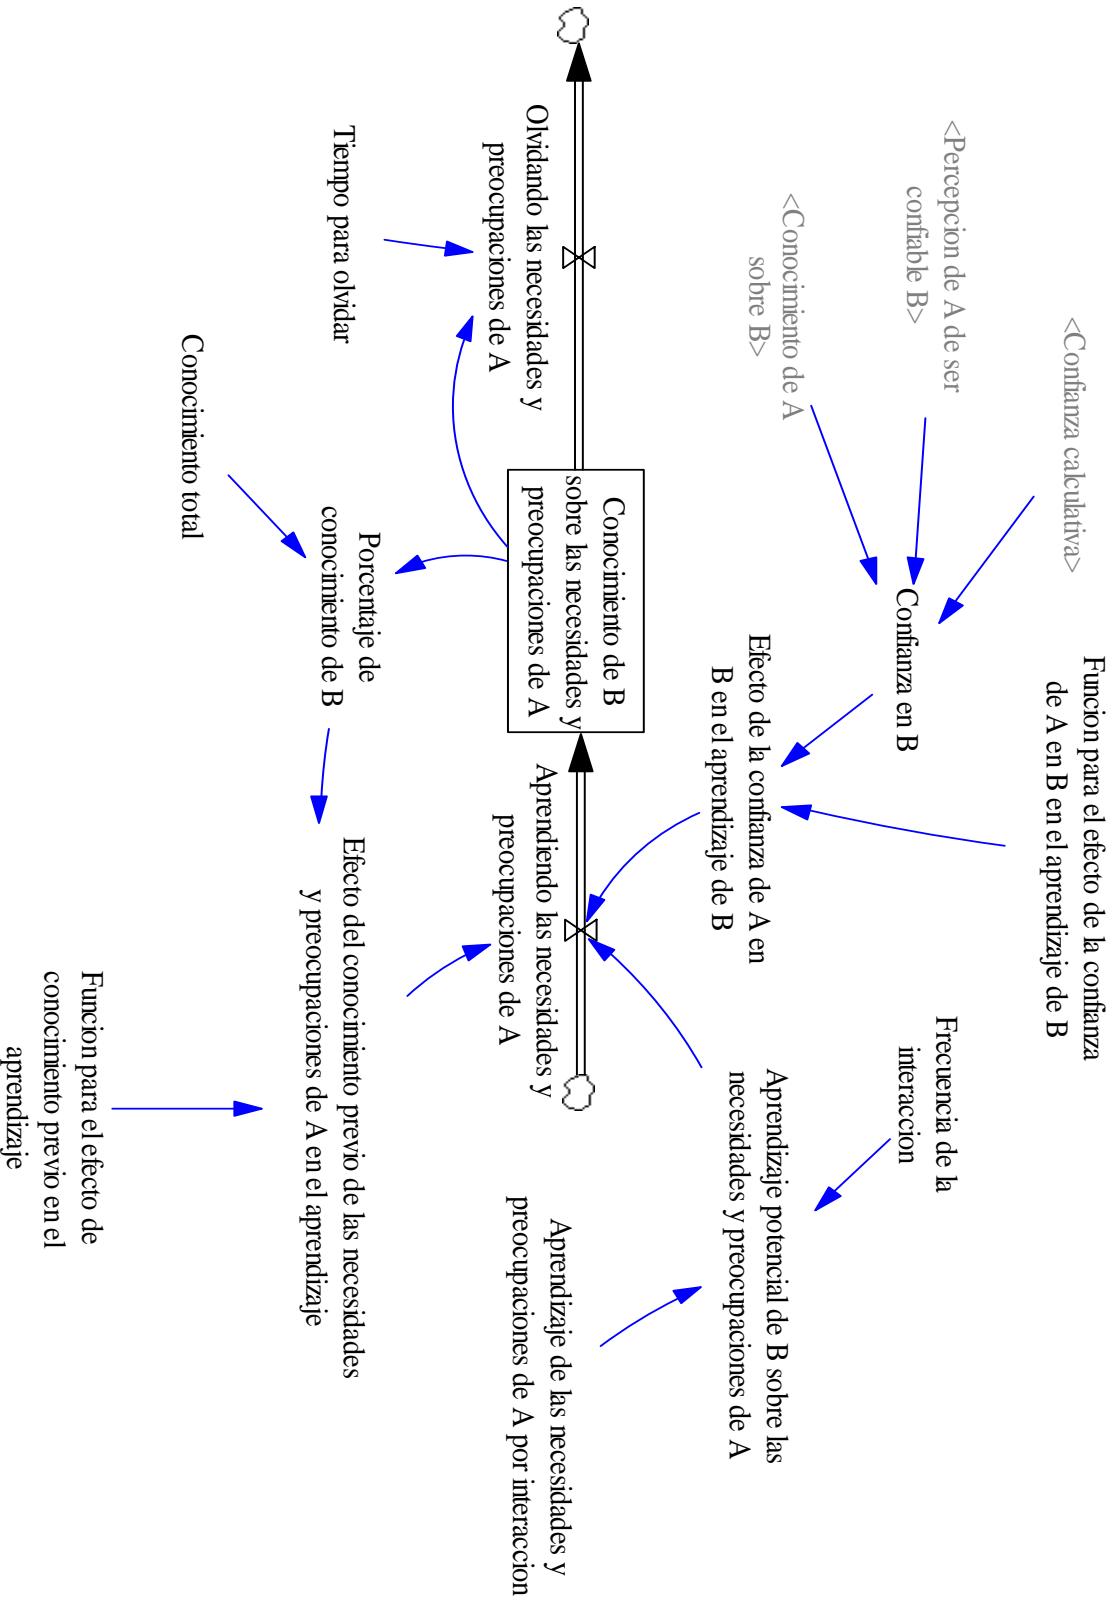 <Confianza calculativa>
Funcion para el efecto de la confianza
de A en B en el aprendizaje de B
<Percepcion de A de ser
confiable B>
Confianza en B
Frecuencia de la
interaccion
<Conocimiento de A
sobre B>
Efecto de la confianza de A en
B en el aprendizaje de B
Aprendizaje potencial de B sobre las
necesidades y preocupaciones de A
Olvidando las necesidades y
preocupaciones de A
Conocimiento de B
sobre las necesidades y
preocupaciones de A
Aprendiendo las necesidades y
preocupaciones de A
Aprendizaje de las necesidades y
preocupaciones de A por interaccion
Tiempo para olvidar
Porcentaje de
conocimiento de B
Efecto del conocimiento previo de las necesidades
y preocupaciones de A en el aprendizaje
Conocimiento total
Funcion para el efecto de
conocimiento previo en el
aprendizaje